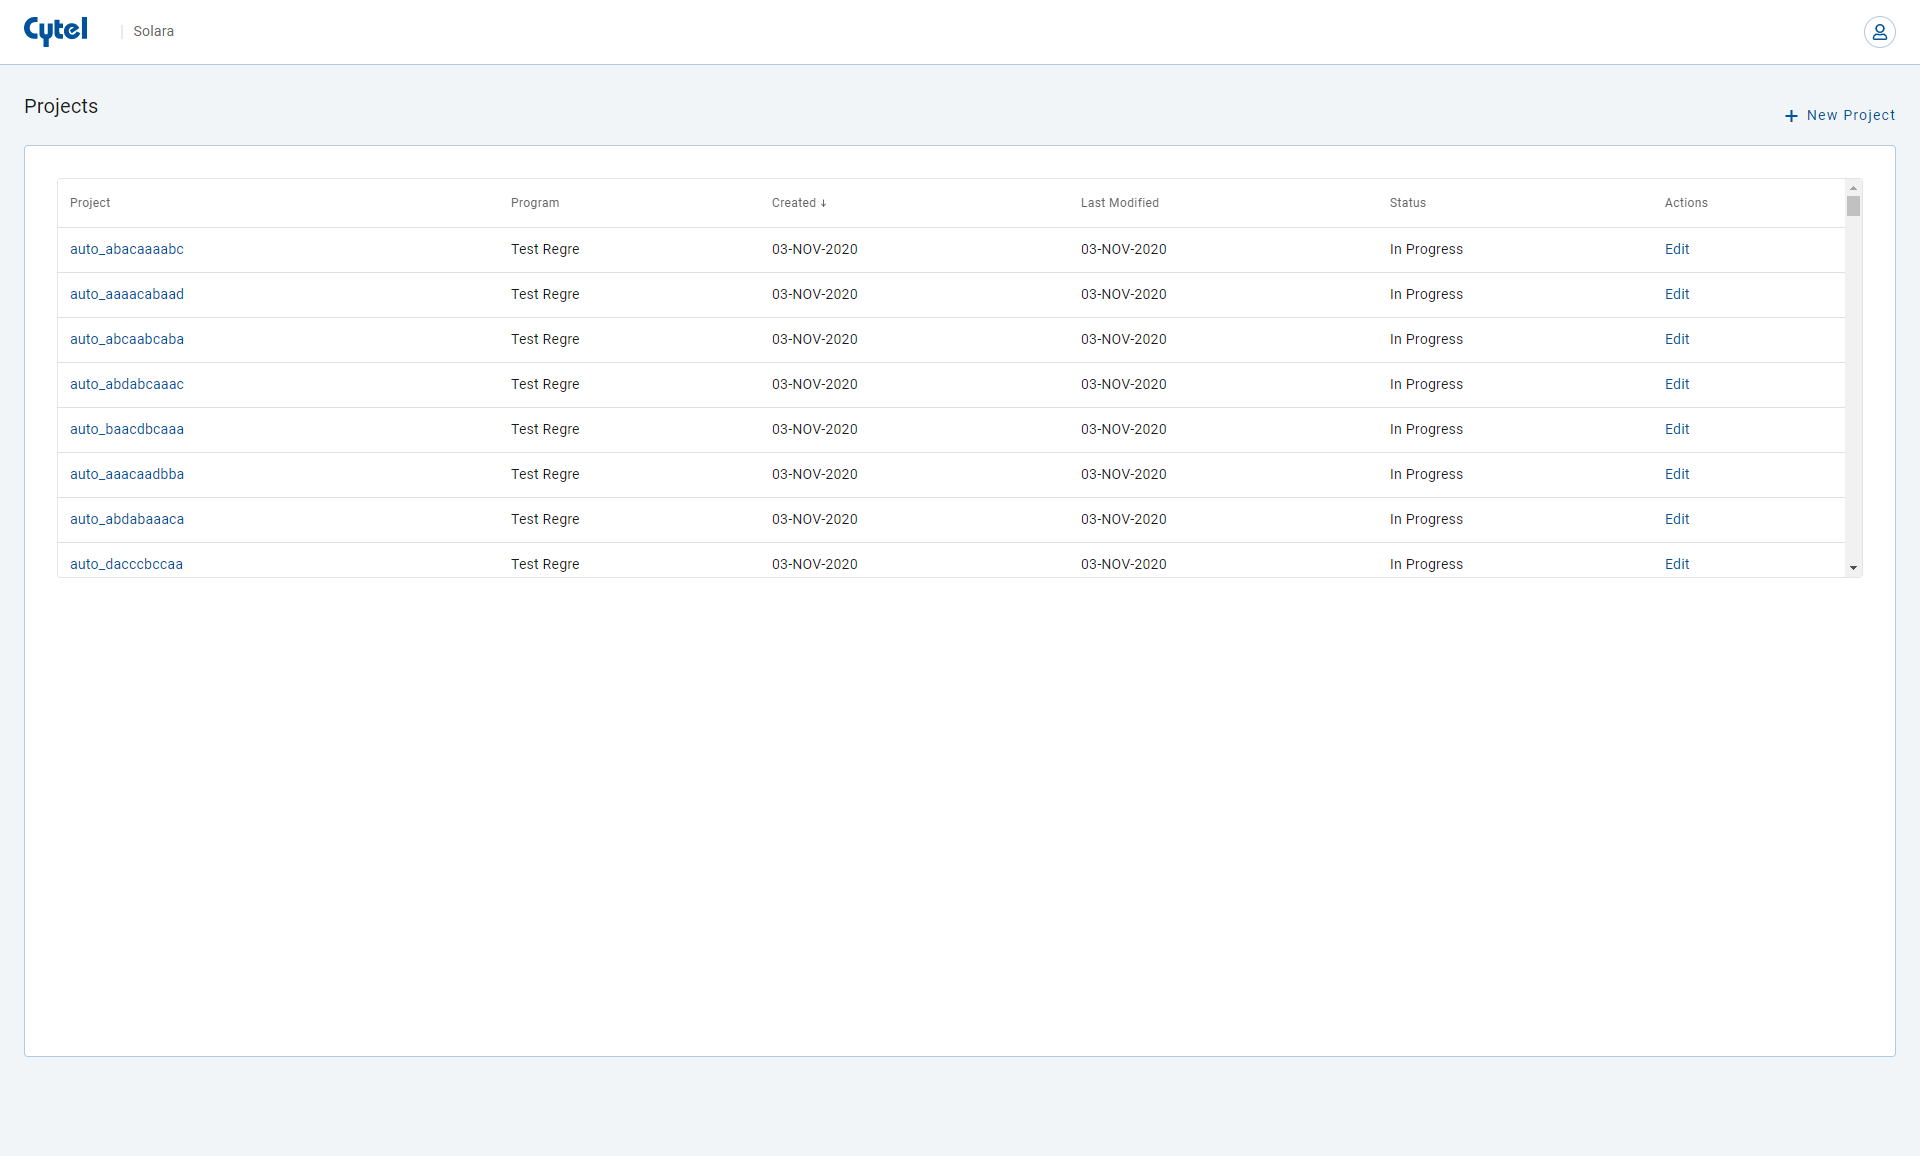 Cytel | Solara
Projects
+ New Project
Project Program Created ↓ Last Modified Status Actions
auto_abacaaaabc Test Regre 03-NOV-2020 03-NOV-2020 In Progress Edit
auto_aaaacabaad Test Regre 03-NOV-2020 03-NOV-2020 In Progress Edit
auto_abcaabcaba Test Regre 03-NOV-2020 03-NOV-2020 In Progress Edit
auto_abdabcaaac Test Regre 03-NOV-2020 03-NOV-2020 In Progress Edit
auto_baacdbcaaa Test Regre 03-NOV-2020 03-NOV-2020 In Progress Edit
auto_aaacaadbba Test Regre 03-NOV-2020 03-NOV-2020 In Progress Edit
auto_abdabaaaca Test Regre 03-NOV-2020 03-NOV-2020 In Progress Edit
auto_dacccbccaa Test Regre 03-NOV-2020 03-NOV-2020 In Progress Edit